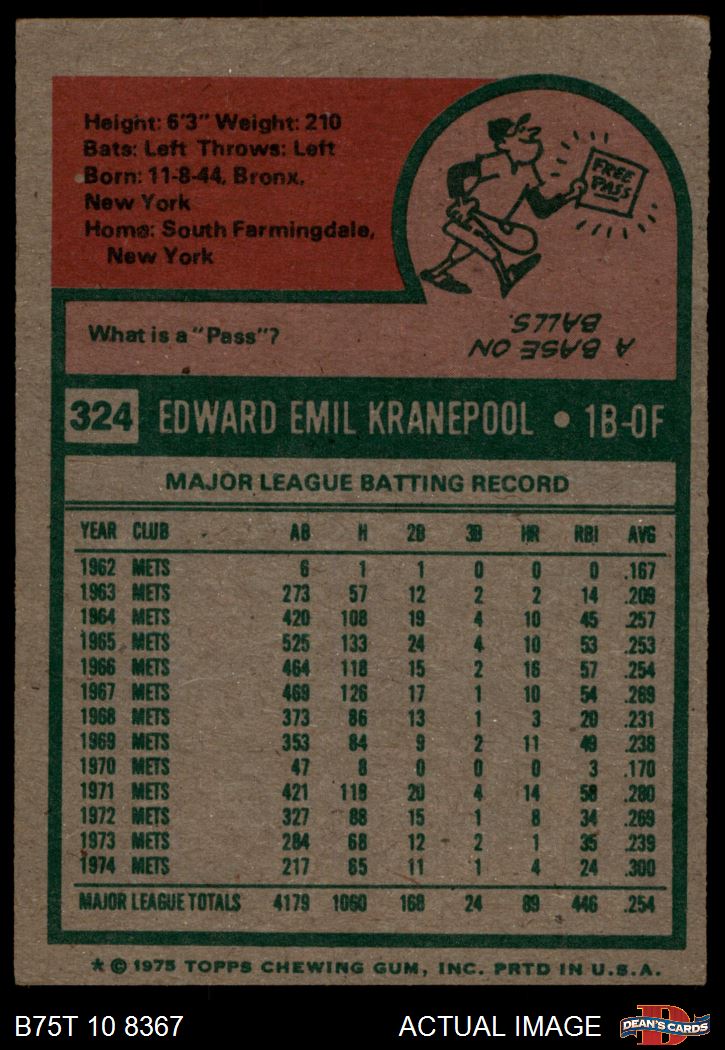 Height: 6'3" Weight: 210
Bats: Left Throws: Left
Born: 11-8-44, Bronx,
New York
Home: South Farmingdale,
New York
FREE
PASS
What is a "Pass"?
A BASE ON
BALLS.
324 EDWARD EMIL KRANEPOOL • 1B-OF
MAJOR LEAGUE BATTING RECORD
YEAR CLUB AB H 2B 3B HR RBI AVG
1962 METS 6 1 1 0 0 0 .167
1963 METS 273 57 12 2 2 14 .209
1964 METS 420 108 19 4 10 45 .257
1965 METS 525 133 24 4 10 53 .253
1966 METS 464 118 15 2 16 57 .254
1967 METS 469 126 17 1 10 54 .269
1968 METS 373 86 13 1 3 20 .231
1969 METS 353 84 9 2 11 49 .238
1970 METS 47 8 0 0 0 3 .170
1971 METS 421 118 20 4 14 58 .280
1972 METS 327 88 15 1 8 34 .269
1973 METS 284 68 12 2 1 35 .239
1974 METS 217 65 11 1 4 24 .300
MAJOR LEAGUE TOTALS 4179 1060 168 24 89 446 .254
* © 1975 TOPPS CHEWING GUM, INC. PRTD IN U.S.A.
B75T 10 8367 ACTUAL IMAGE D DEAN'S CARDS